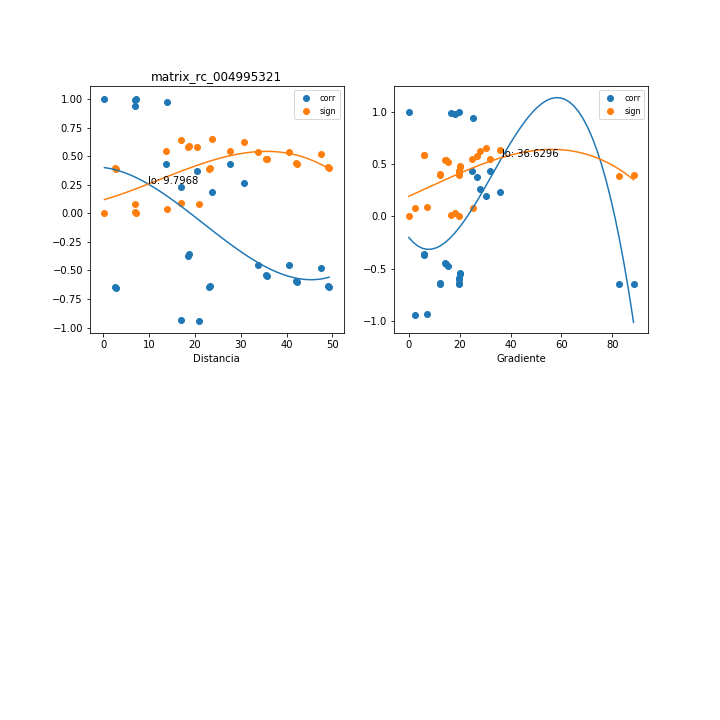 matrix_rc_004995321
1.00
0.75
0.50
0.25
0.00
−0.25
−0.50
−0.75
−1.00
0
10
20
30
40
50
Distancia
corr
sign
lo: 9.7968
1.0
0.5
0.0
−0.5
−1.0
0
20
40
60
80
Gradiente
corr
sign
lo: 36.6296